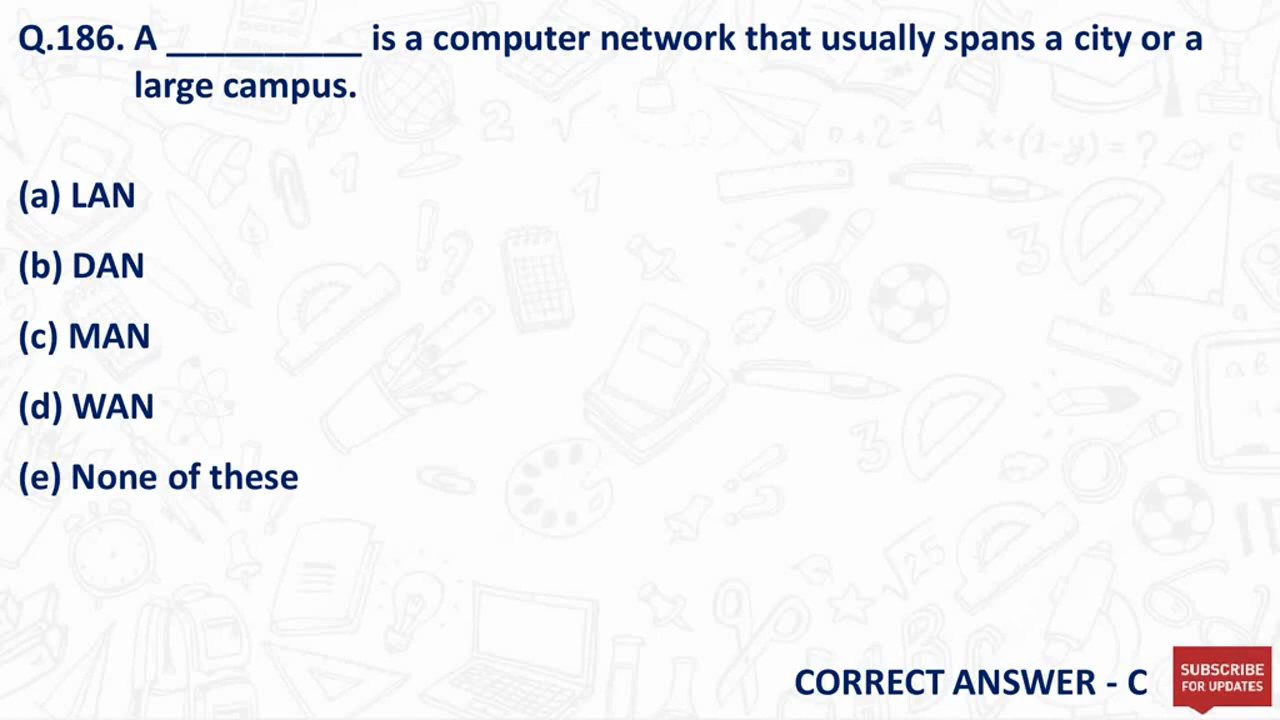 Q.186. A __________ is a computer network that usually spans a city or a
large campus.
(a) LAN
(b) DAN
(c) MAN
(d) WAN
(e) None of these
CORRECT ANSWER - C
SUBSCRIBE
FOR UPDATES